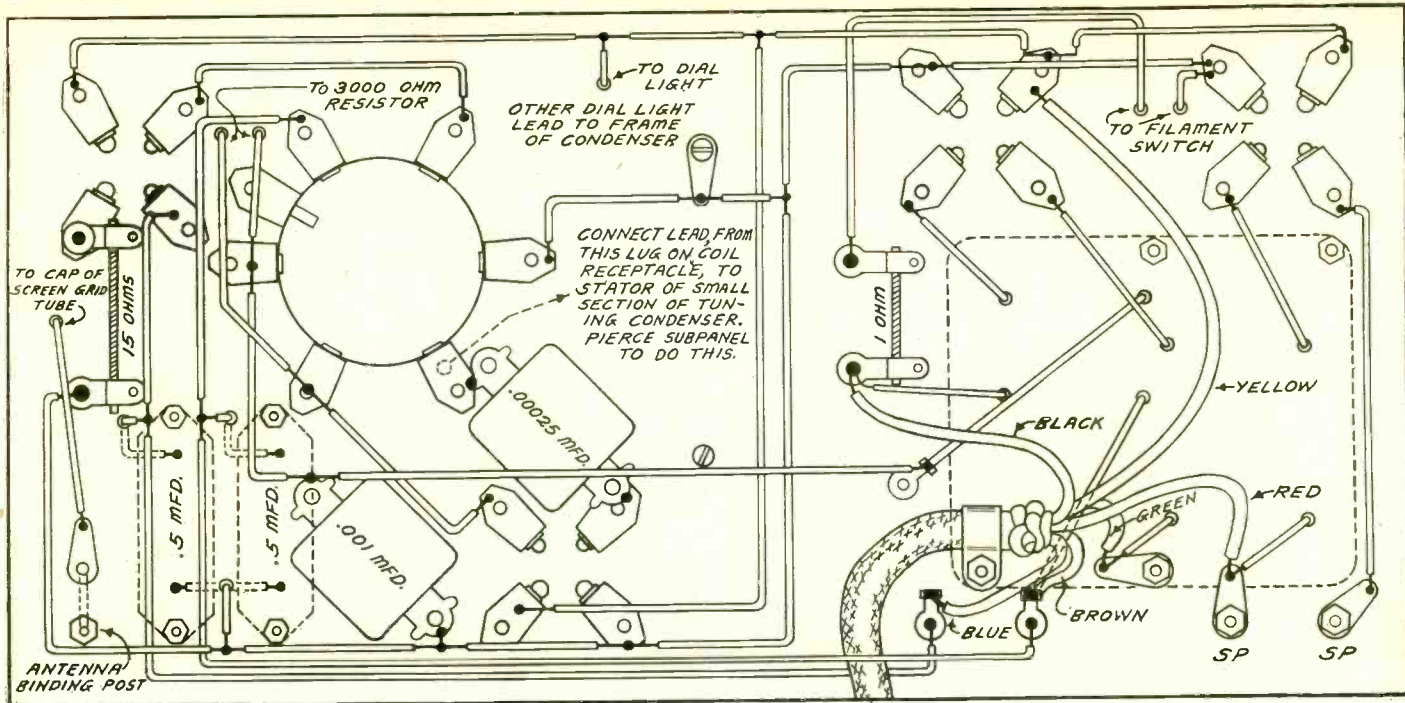 TO DIAL
LIGHT
TO 3000 OHM
RESISTOR
OTHER DIAL LIGHT
LEAD TO FRAME
OF CONDENSER
TO FILAMENT
SWITCH
CONNECT LEAD, FROM
THIS LUG ON COIL
RECEPTACLE, TO
STATOR OF SMALL
SECTION OF TUN-
ING CONDENSER.
PIERCE SUBPANEL
TO DO THIS.
TO CAP OF
SCREEN GRID
TUBE
15 OHMS
1 OHM
YELLOW
BLACK
.00025 MFD.
.5 MFD.
.5 MFD.
.001 MFD.
RED
GREEN
BROWN
BLUE
SP
SP
ANTENNA
BINDING POST